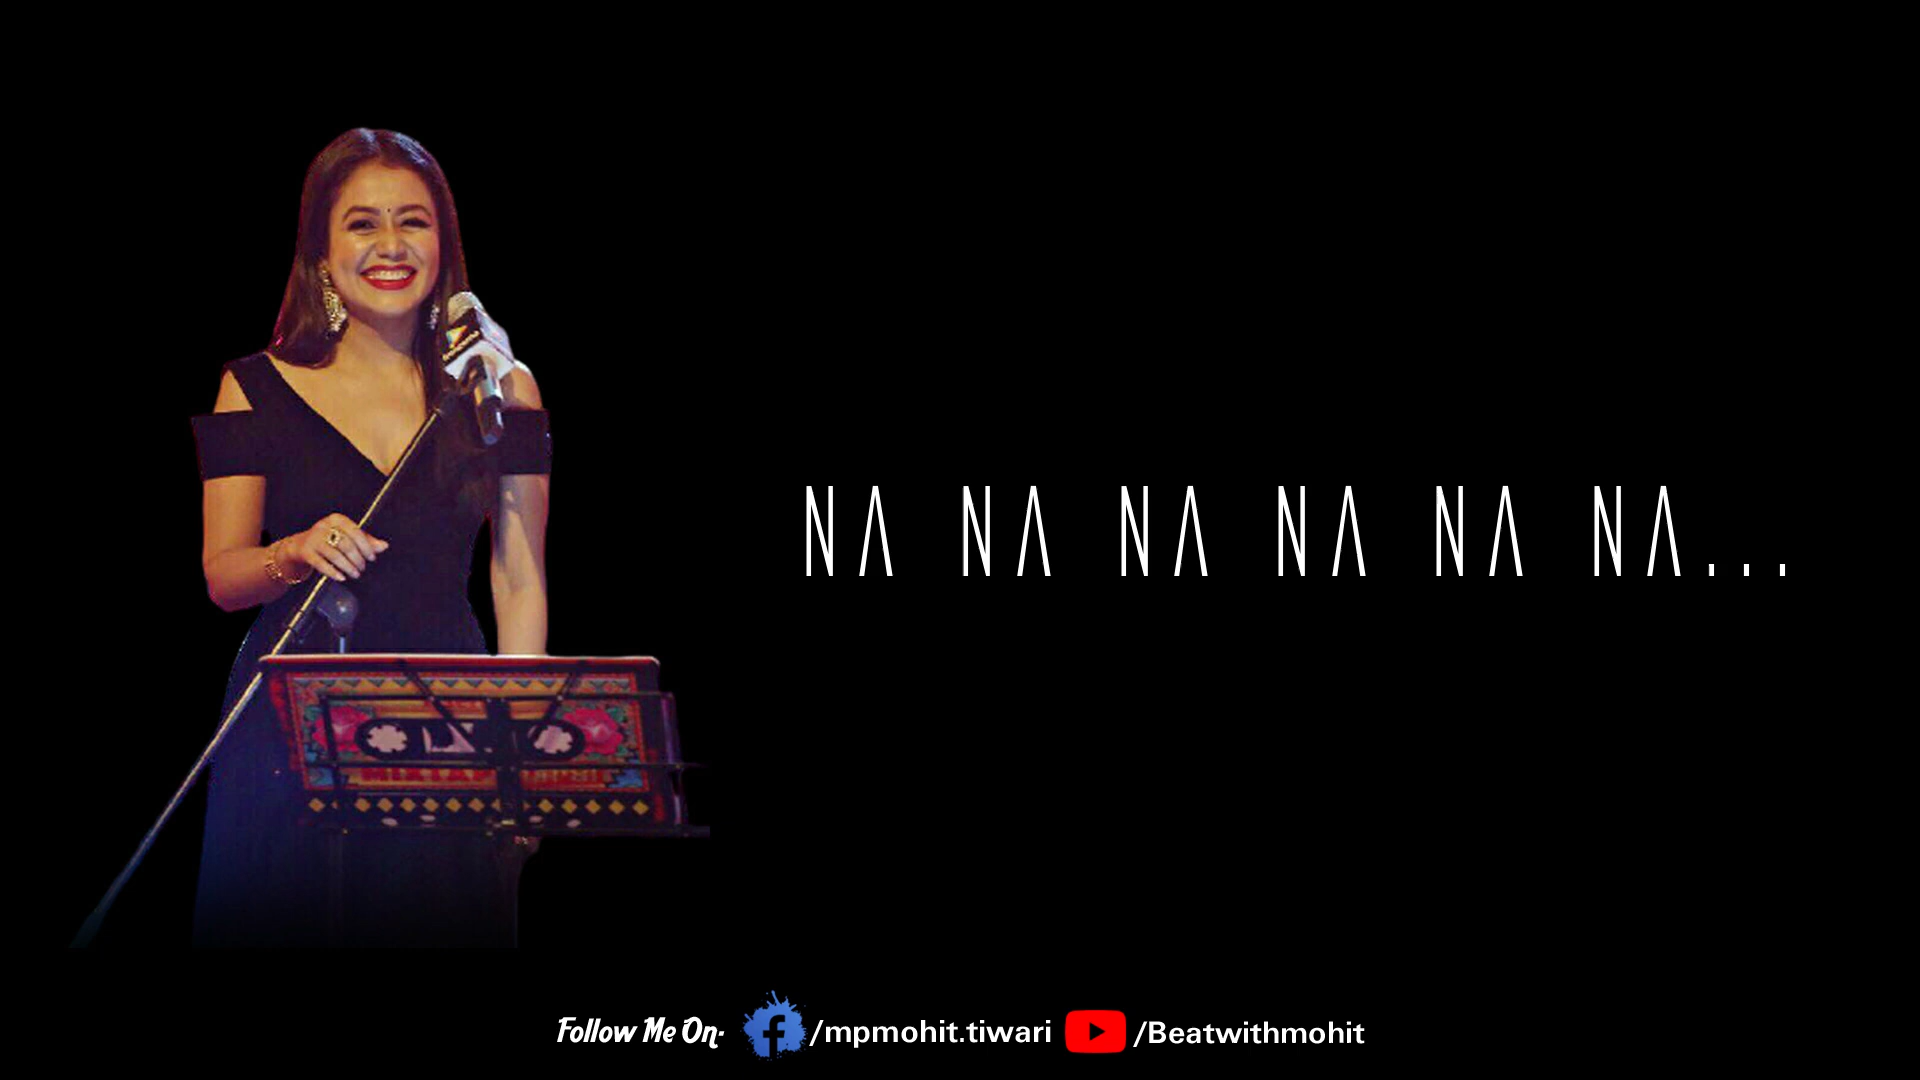 NA NA NA NA NA NA...
Follow Me On- /mpmohit.tiwari /Beatwithmohit